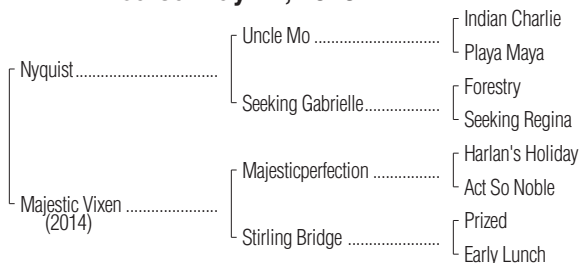 Indian Charlie
Uncle Mo
Playa Maya
Nyquist
Forestry
Seeking Gabrielle
Seeking Regina
Harlan's Holiday
Majesticperfection
Act So Noble
Majestic Vixen
(2014)
Prized
Stirling Bridge
Early Lunch